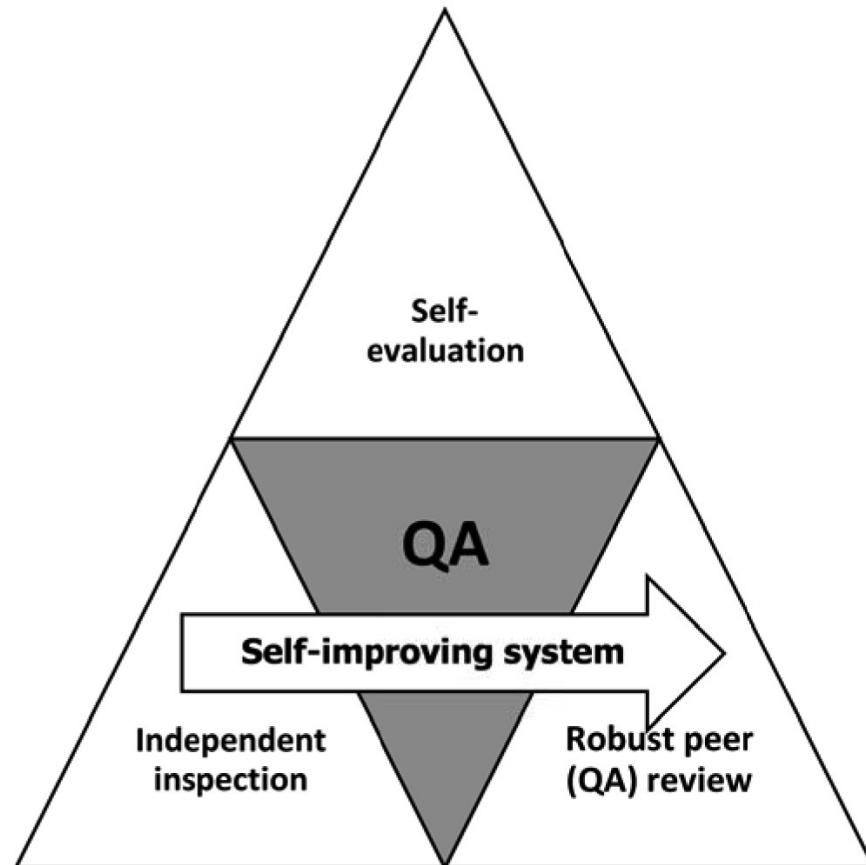 Self-
evaluation
QA
Self-improving system
Independent
inspection
Robust peer
(QA) review